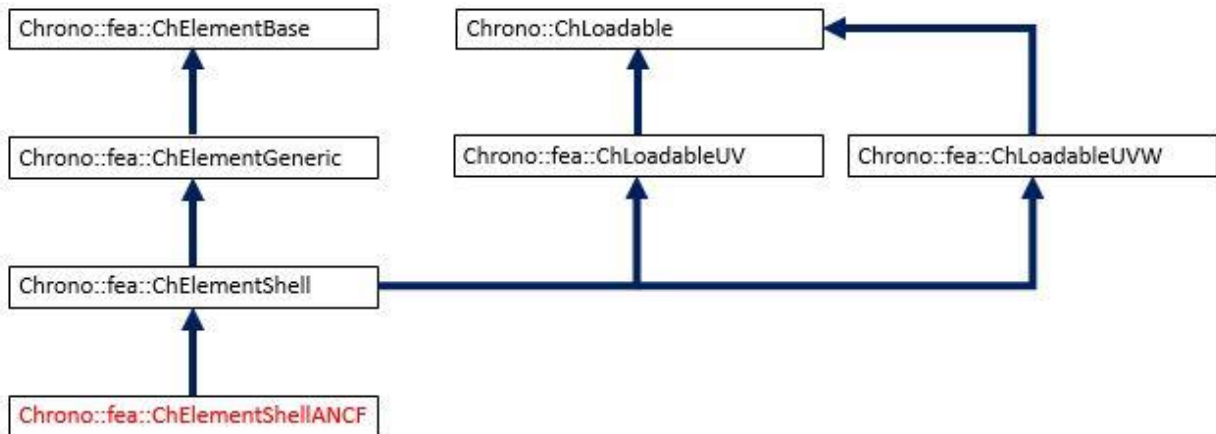 Chrono::fea::ChElementBase
Chrono::ChLoadable
Chrono::fea::ChElementGeneric
Chrono::fea::ChLoadableUV
Chrono::fea::ChLoadableUVW
Chrono::fea::ChElementShell
Chrono::fea::ChElementShellANCF